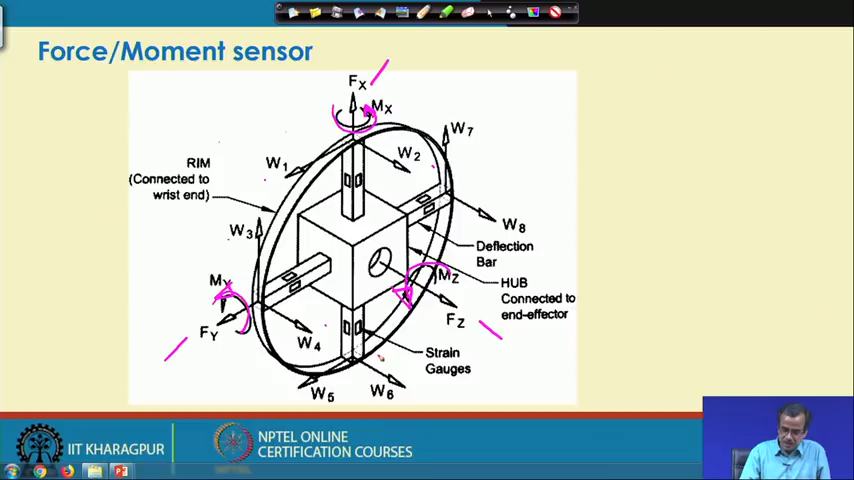 Force/Moment sensor
FX
MX
W7
W1
W2
RIM
(Connected to
wrist end)
W3
W8
Deflection
Bar
MY
MZ
HUB
Connected to
end-effector
FY
FZ
W4
Strain
Gauges
W5
W6
IIT KHARAGPUR
NPTEL ONLINE
CERTIFICATION COURSES